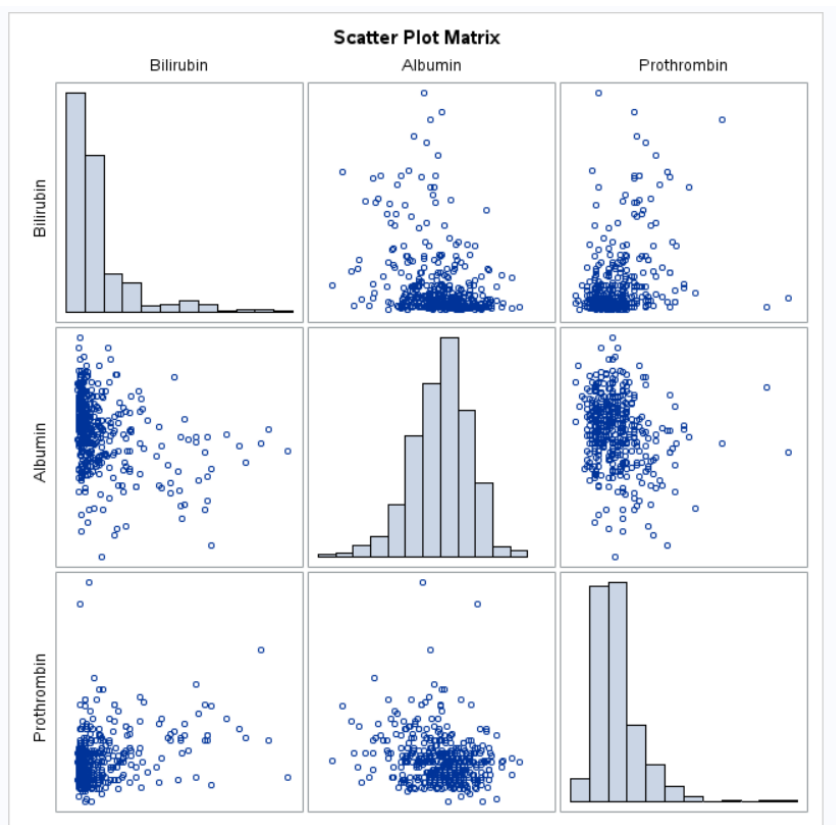 Scatter Plot Matrix
Bilirubin Albumin Prothrombin
Bilirubin
Albumin
Prothrombin